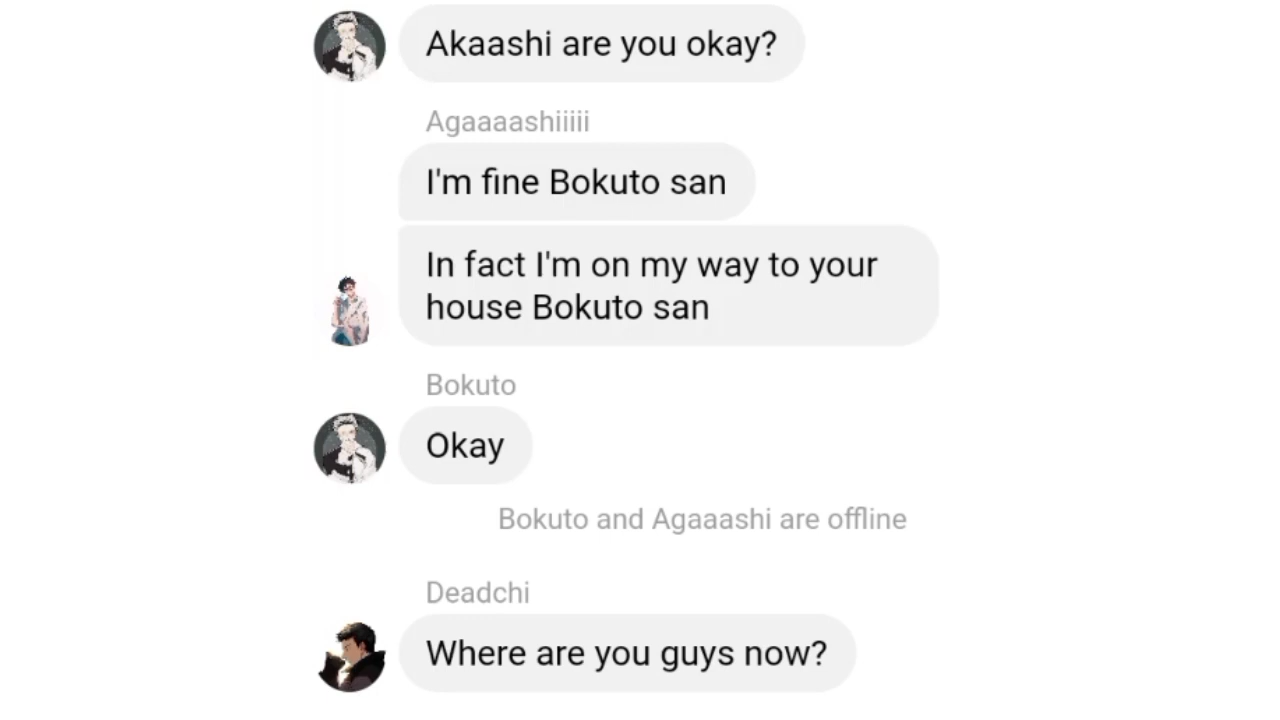 Akaashi are you okay?
Agaaaashiiiii
I'm fine Bokuto san
In fact I'm on my way to your
house Bokuto san
Bokuto
Okay
Bokuto and Agaaashi are offline
Deadchi
Where are you guys now?